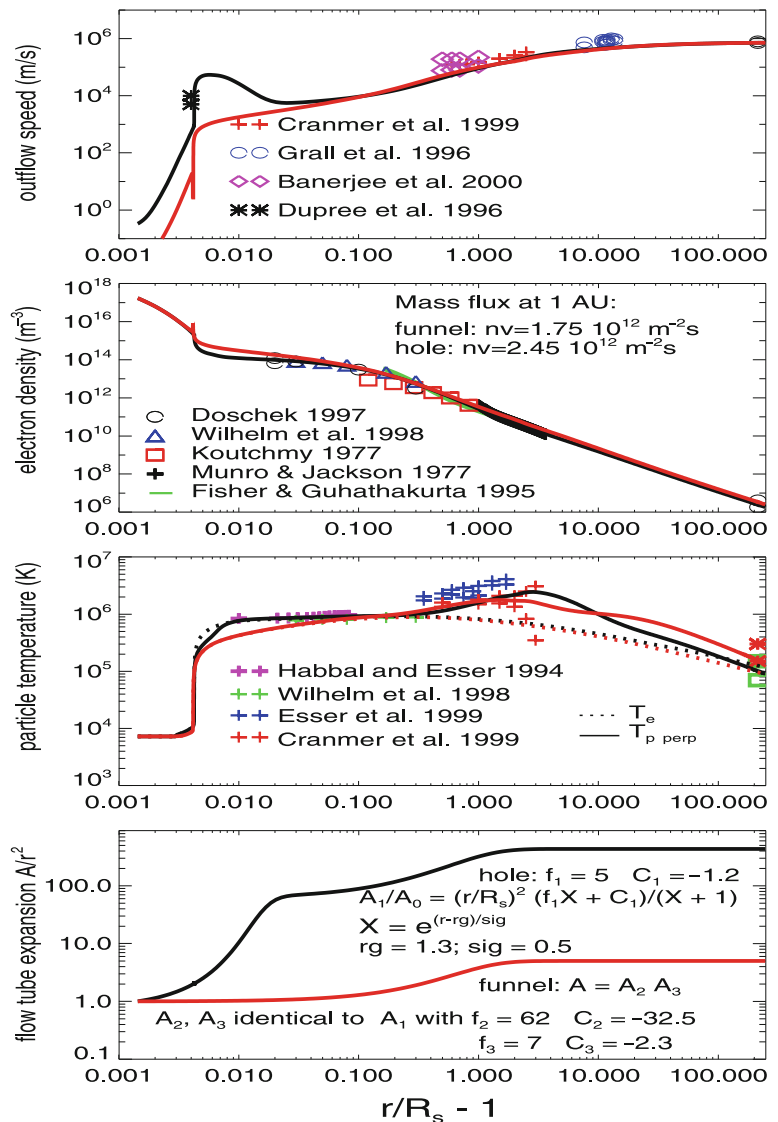 outflow speed (m/s)
10⁶
10⁴
10²
10⁰
Cranmer et al. 1999
Grall et al. 1996
Banerjee et al. 2000
Dupree et al. 1996
0.001 0.010 0.100 1.000 10.000 100.000
electron density (m⁻³)
10¹⁸
10¹⁶
10¹⁴
10¹²
10¹⁰
10⁸
10⁶
Mass flux at 1 AU:
funnel: nv=1.75 10¹² m⁻²s
hole: nv=2.45 10¹² m⁻²s
Doschek 1997
Wilhelm et al. 1998
Koutchmy 1977
Munro & Jackson 1977
Fisher & Guhathakurta 1995
0.001 0.010 0.100 1.000 10.000 100.000
particle temperature (K)
10⁷
10⁶
10⁵
10⁴
10³
Habbal and Esser 1994
Wilhelm et al. 1998
Esser et al. 1999
Cranmer et al. 1999
Tₑ
T_p perp
0.001 0.010 0.100 1.000 10.000 100.000
flow tube expansion A/r²
100.0
10.0
1.0
0.1
hole: f₁ = 5 C₁ = −1.2
A₁/A₀ = (r/Rₛ)² (f₁X + C₁)/(X + 1)
X = e^(r-rg)/sig
rg = 1.3; sig = 0.5
funnel: A = A₂ A₃
A₂, A₃ identical to A₁ with f₂ = 62 C₂ = −32.5
f₃ = 7 C₃ = −2.3
0.001 0.010 0.100 1.000 10.000 100.000
r/Rₛ - 1